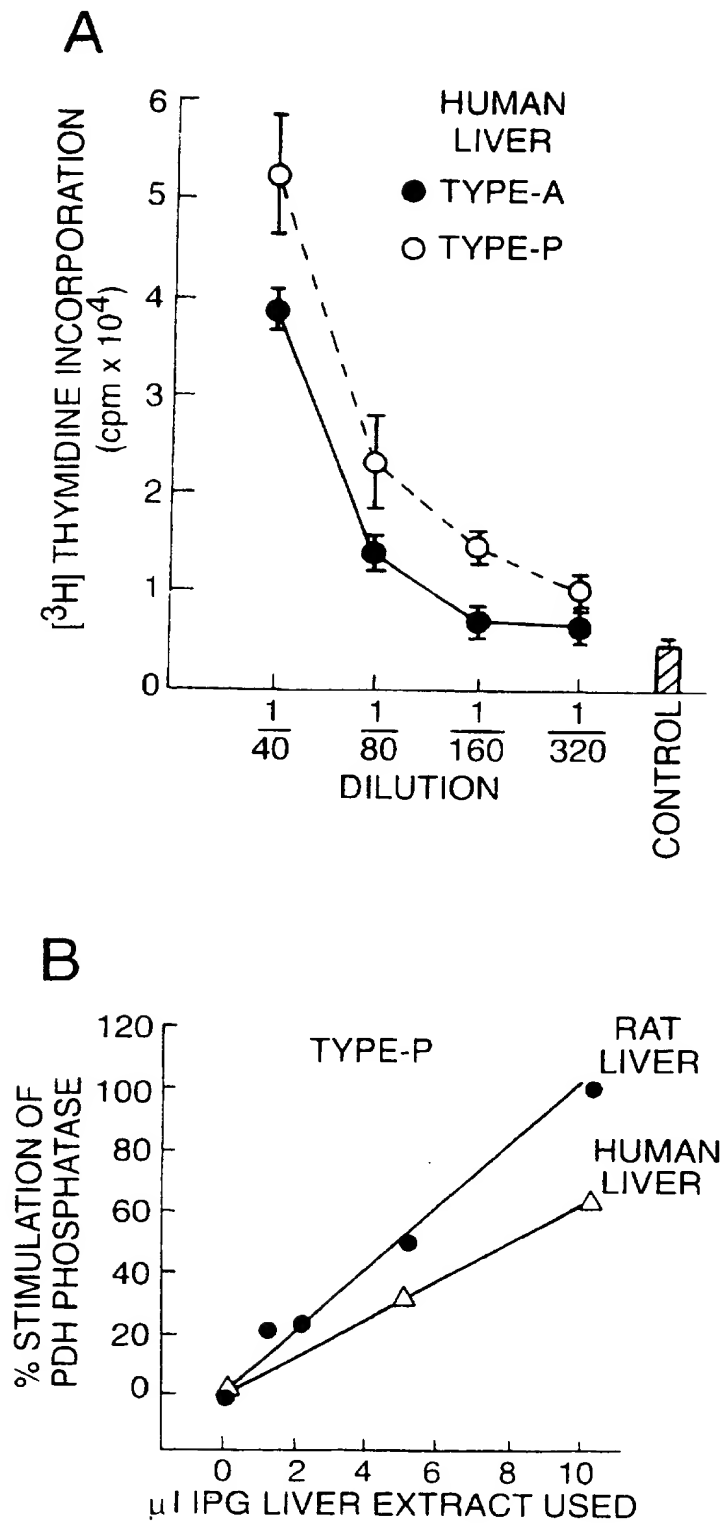 A
[³H] THYMIDINE INCORPORATION
(cpm x 10⁴)
6
5
4
3
2
1
0
HUMAN
LIVER
TYPE-A
TYPE-P
1/40
1/80
1/160
1/320
DILUTION
CONTROL
B
% STIMULATION OF
PDH PHOSPHATASE
120
100
80
60
40
20
0
TYPE-P
RAT
LIVER
HUMAN
LIVER
0 2 4 6 8 10
μl IPG LIVER EXTRACT USED